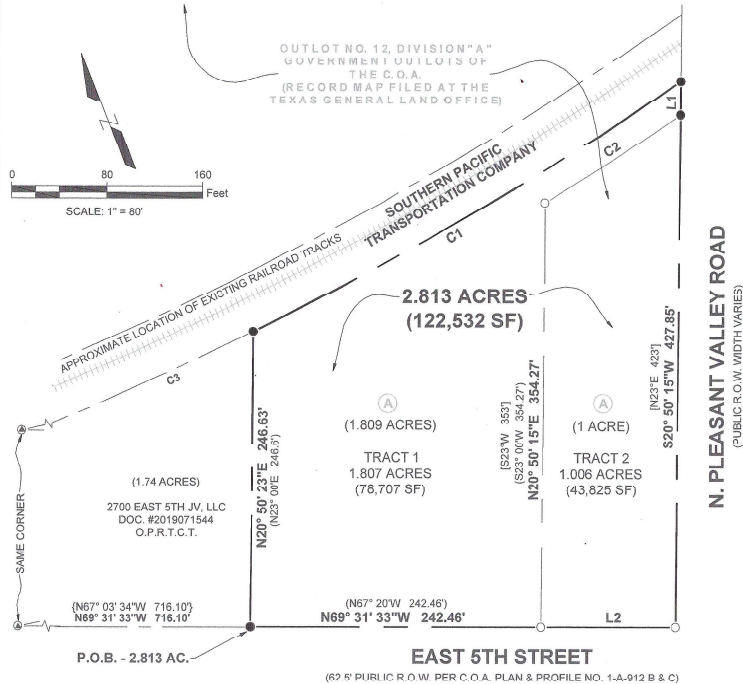 OUTLOT NO. 12, DIVISION "A"
GOVERNMENT OUTLOTS OF
THE C.O.A.
(RECORD MAP FILED AT THE
TEXAS GENERAL LAND OFFICE)
0 80 160
Feet
SCALE: 1" = 80'
SOUTHERN PACIFIC
TRANSPORTATION COMPANY
APPROXIMATE LOCATION OF EXISTING RAILROAD TRACKS
L1
C2
C1
C3
2.813 ACRES
(122,532 SF)
N. PLEASANT VALLEY ROAD
(PUBLIC R.O.W. WIDTH VARIES)
[N23°E 423']
S20° 50' 15"W 427.85'
[S23°W 353']
(S23° 00'W 354.27')
N20° 50' 15"E 354.27'
N20° 50' 23"E 246.63'
(N23° 00'E 246.6')
A
(1.809 ACRES)
TRACT 1
1.807 ACRES
(78,707 SF)
A
(1 ACRE)
TRACT 2
1.006 ACRES
(43,825 SF)
(1.74 ACRES)
2700 EAST 5TH JV, LLC
DOC. #2019071544
O.P.R.T.C.T.
SAME CORNER
{N67° 03' 34"W 716.10'}
N69° 31' 33"W 716.10'
(N67° 20'W 242.46')
N69° 31' 33"W 242.46'
L2
P.O.B. - 2.813 AC.
EAST 5TH STREET
(62.5' PUBLIC R.O.W. PER C.O.A. PLAN & PROFILE NO. 1-A-912 B & C)